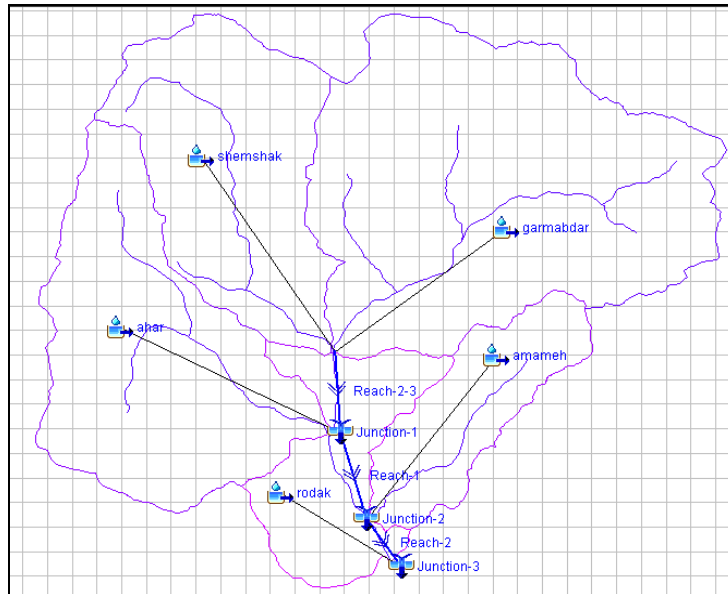 shemshak
garmabdar
ahar
amameh
Reach-2-3
Junction-1
Reach-1
rodak
Junction-2
Reach-2
Junction-3